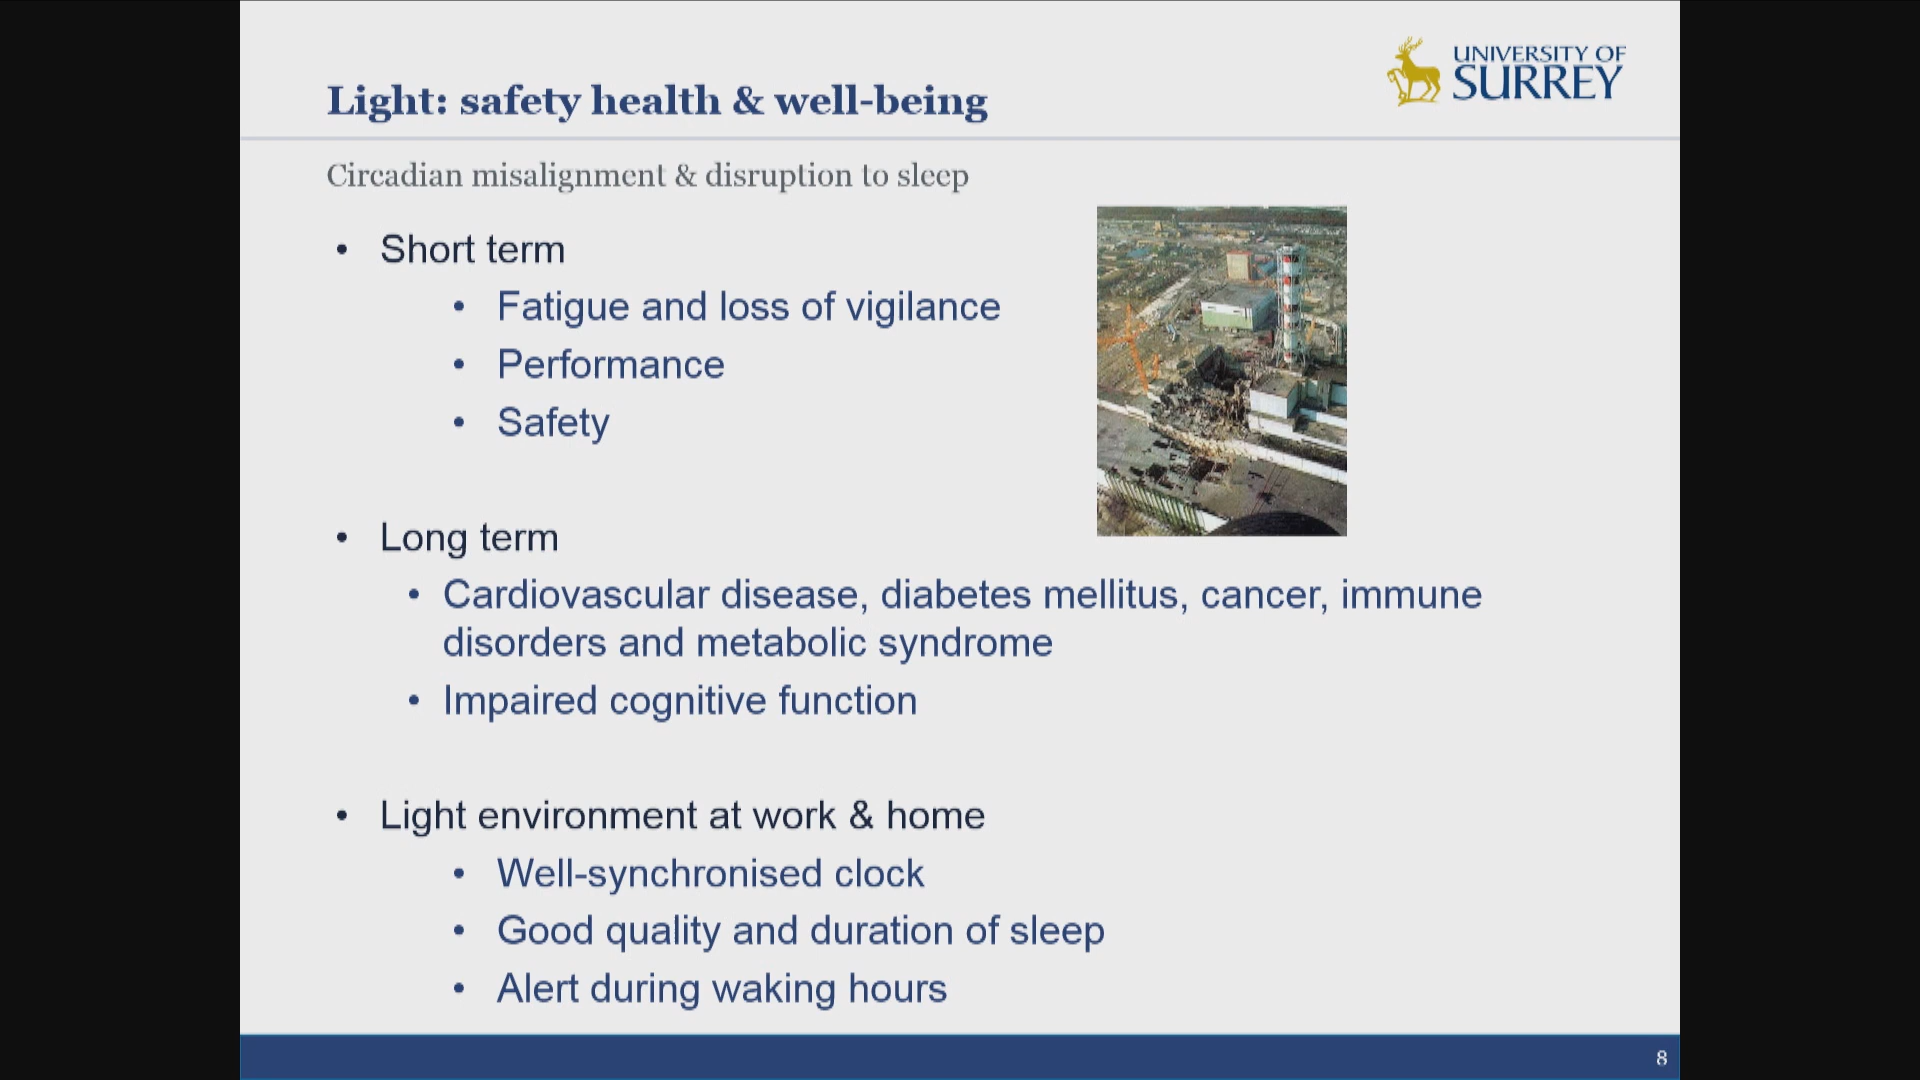 UNIVERSITY OF
SURREY
Light: safety health & well-being
Circadian misalignment & disruption to sleep
• Short term
• Fatigue and loss of vigilance
• Performance
• Safety
• Long term
• Cardiovascular disease, diabetes mellitus, cancer, immune
disorders and metabolic syndrome
• Impaired cognitive function
• Light environment at work & home
• Well-synchronised clock
• Good quality and duration of sleep
• Alert during waking hours
8